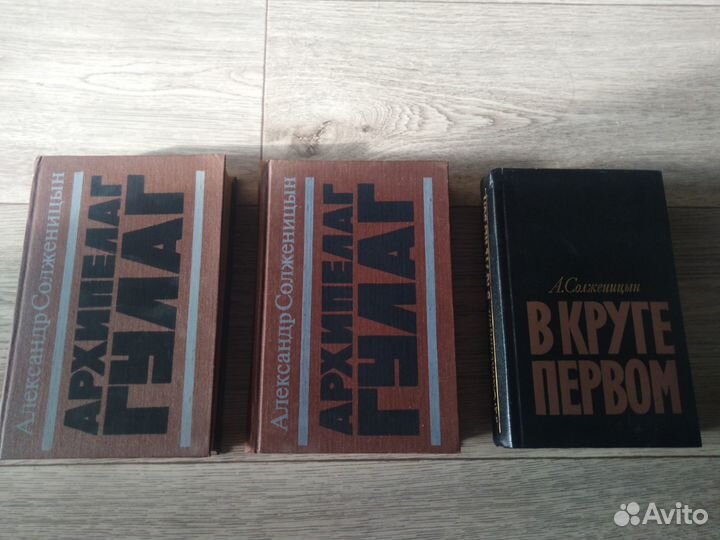 Александр Солженицын
АРХИПЕЛАГ
ГУЛАГ
Александр Солженицын
АРХИПЕЛАГ
ГУЛАГ
А.Солженицын
В КРУГЕ
ПЕРВОМ
Avito